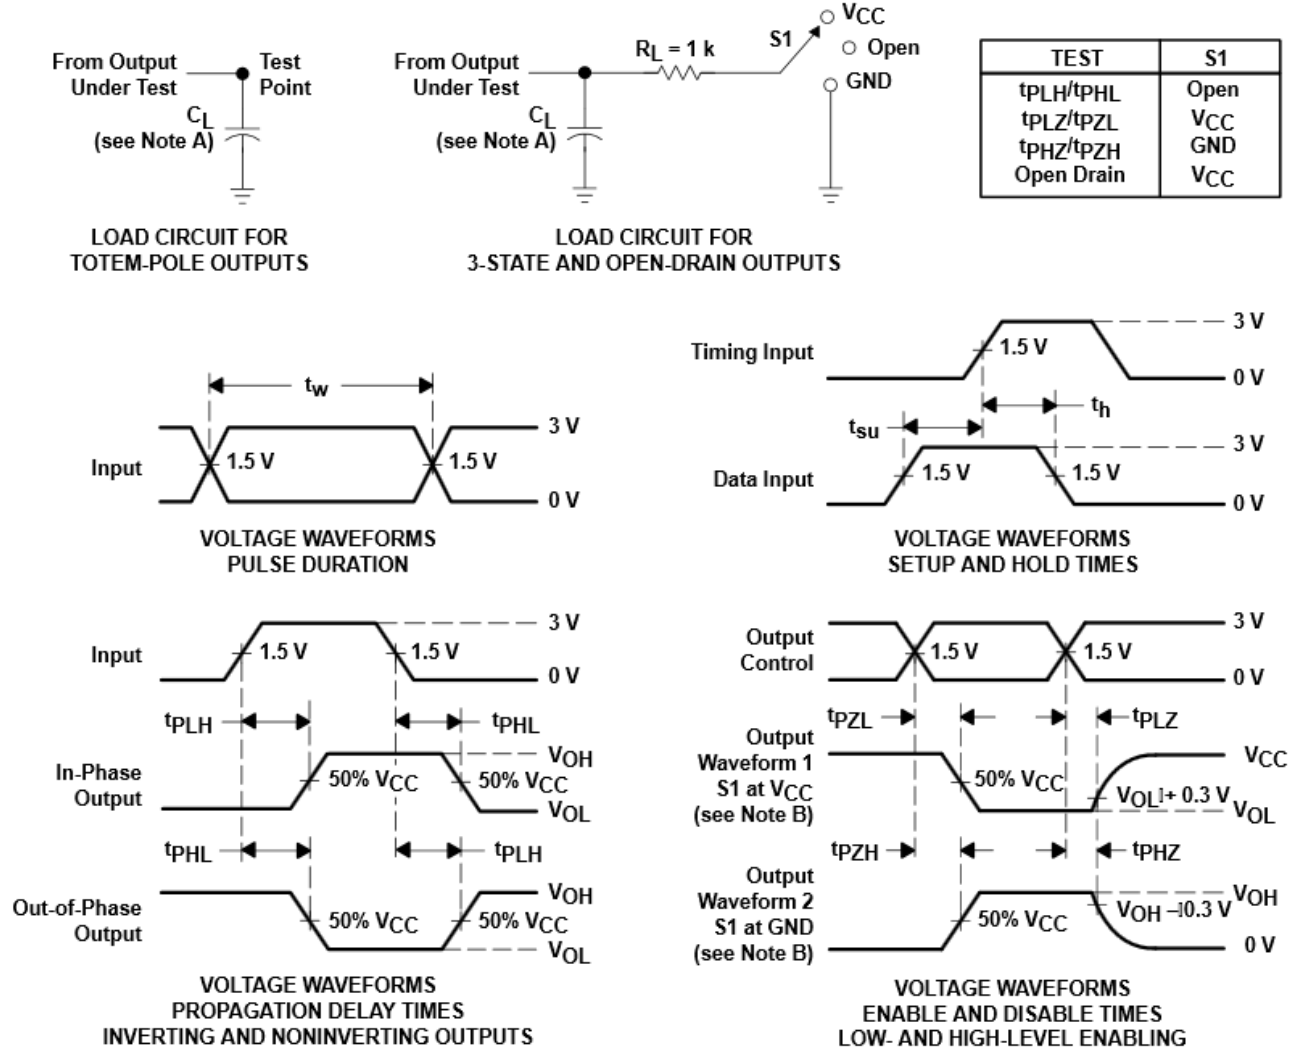 From Output
Under Test
Test
Point
CL
(see Note A)
LOAD CIRCUIT FOR
TOTEM-POLE OUTPUTS
From Output
Under Test
CL
(see Note A)
RL = 1 k
S1
VCC
Open
GND
LOAD CIRCUIT FOR
3-STATE AND OPEN-DRAIN OUTPUTS
TEST S1
tPLH/tPHL Open
tPLZ/tPZL VCC
tPHZ/tPZH GND
Open Drain VCC
tw
Input
1.5 V
1.5 V
3 V
0 V
VOLTAGE WAVEFORMS
PULSE DURATION
Timing Input
1.5 V
3 V
0 V
tsu
th
Data Input
1.5 V
1.5 V
3 V
0 V
VOLTAGE WAVEFORMS
SETUP AND HOLD TIMES
Input
1.5 V
1.5 V
3 V
0 V
tPLH
tPHL
In-Phase
Output
50% VCC
50% VCC
VOH
VOL
tPHL
tPLH
Out-of-Phase
Output
50% VCC
50% VCC
VOH
VOL
VOLTAGE WAVEFORMS
PROPAGATION DELAY TIMES
INVERTING AND NONINVERTING OUTPUTS
Output
Control
1.5 V
1.5 V
3 V
0 V
tPZL
tPLZ
Output
Waveform 1
S1 at VCC
(see Note B)
50% VCC
VCC
VOL + 0.3 V
VOL
tPZH
tPHZ
Output
Waveform 2
S1 at GND
(see Note B)
50% VCC
VOH
VOH – 0.3 V
0 V
VOLTAGE WAVEFORMS
ENABLE AND DISABLE TIMES
LOW- AND HIGH-LEVEL ENABLING